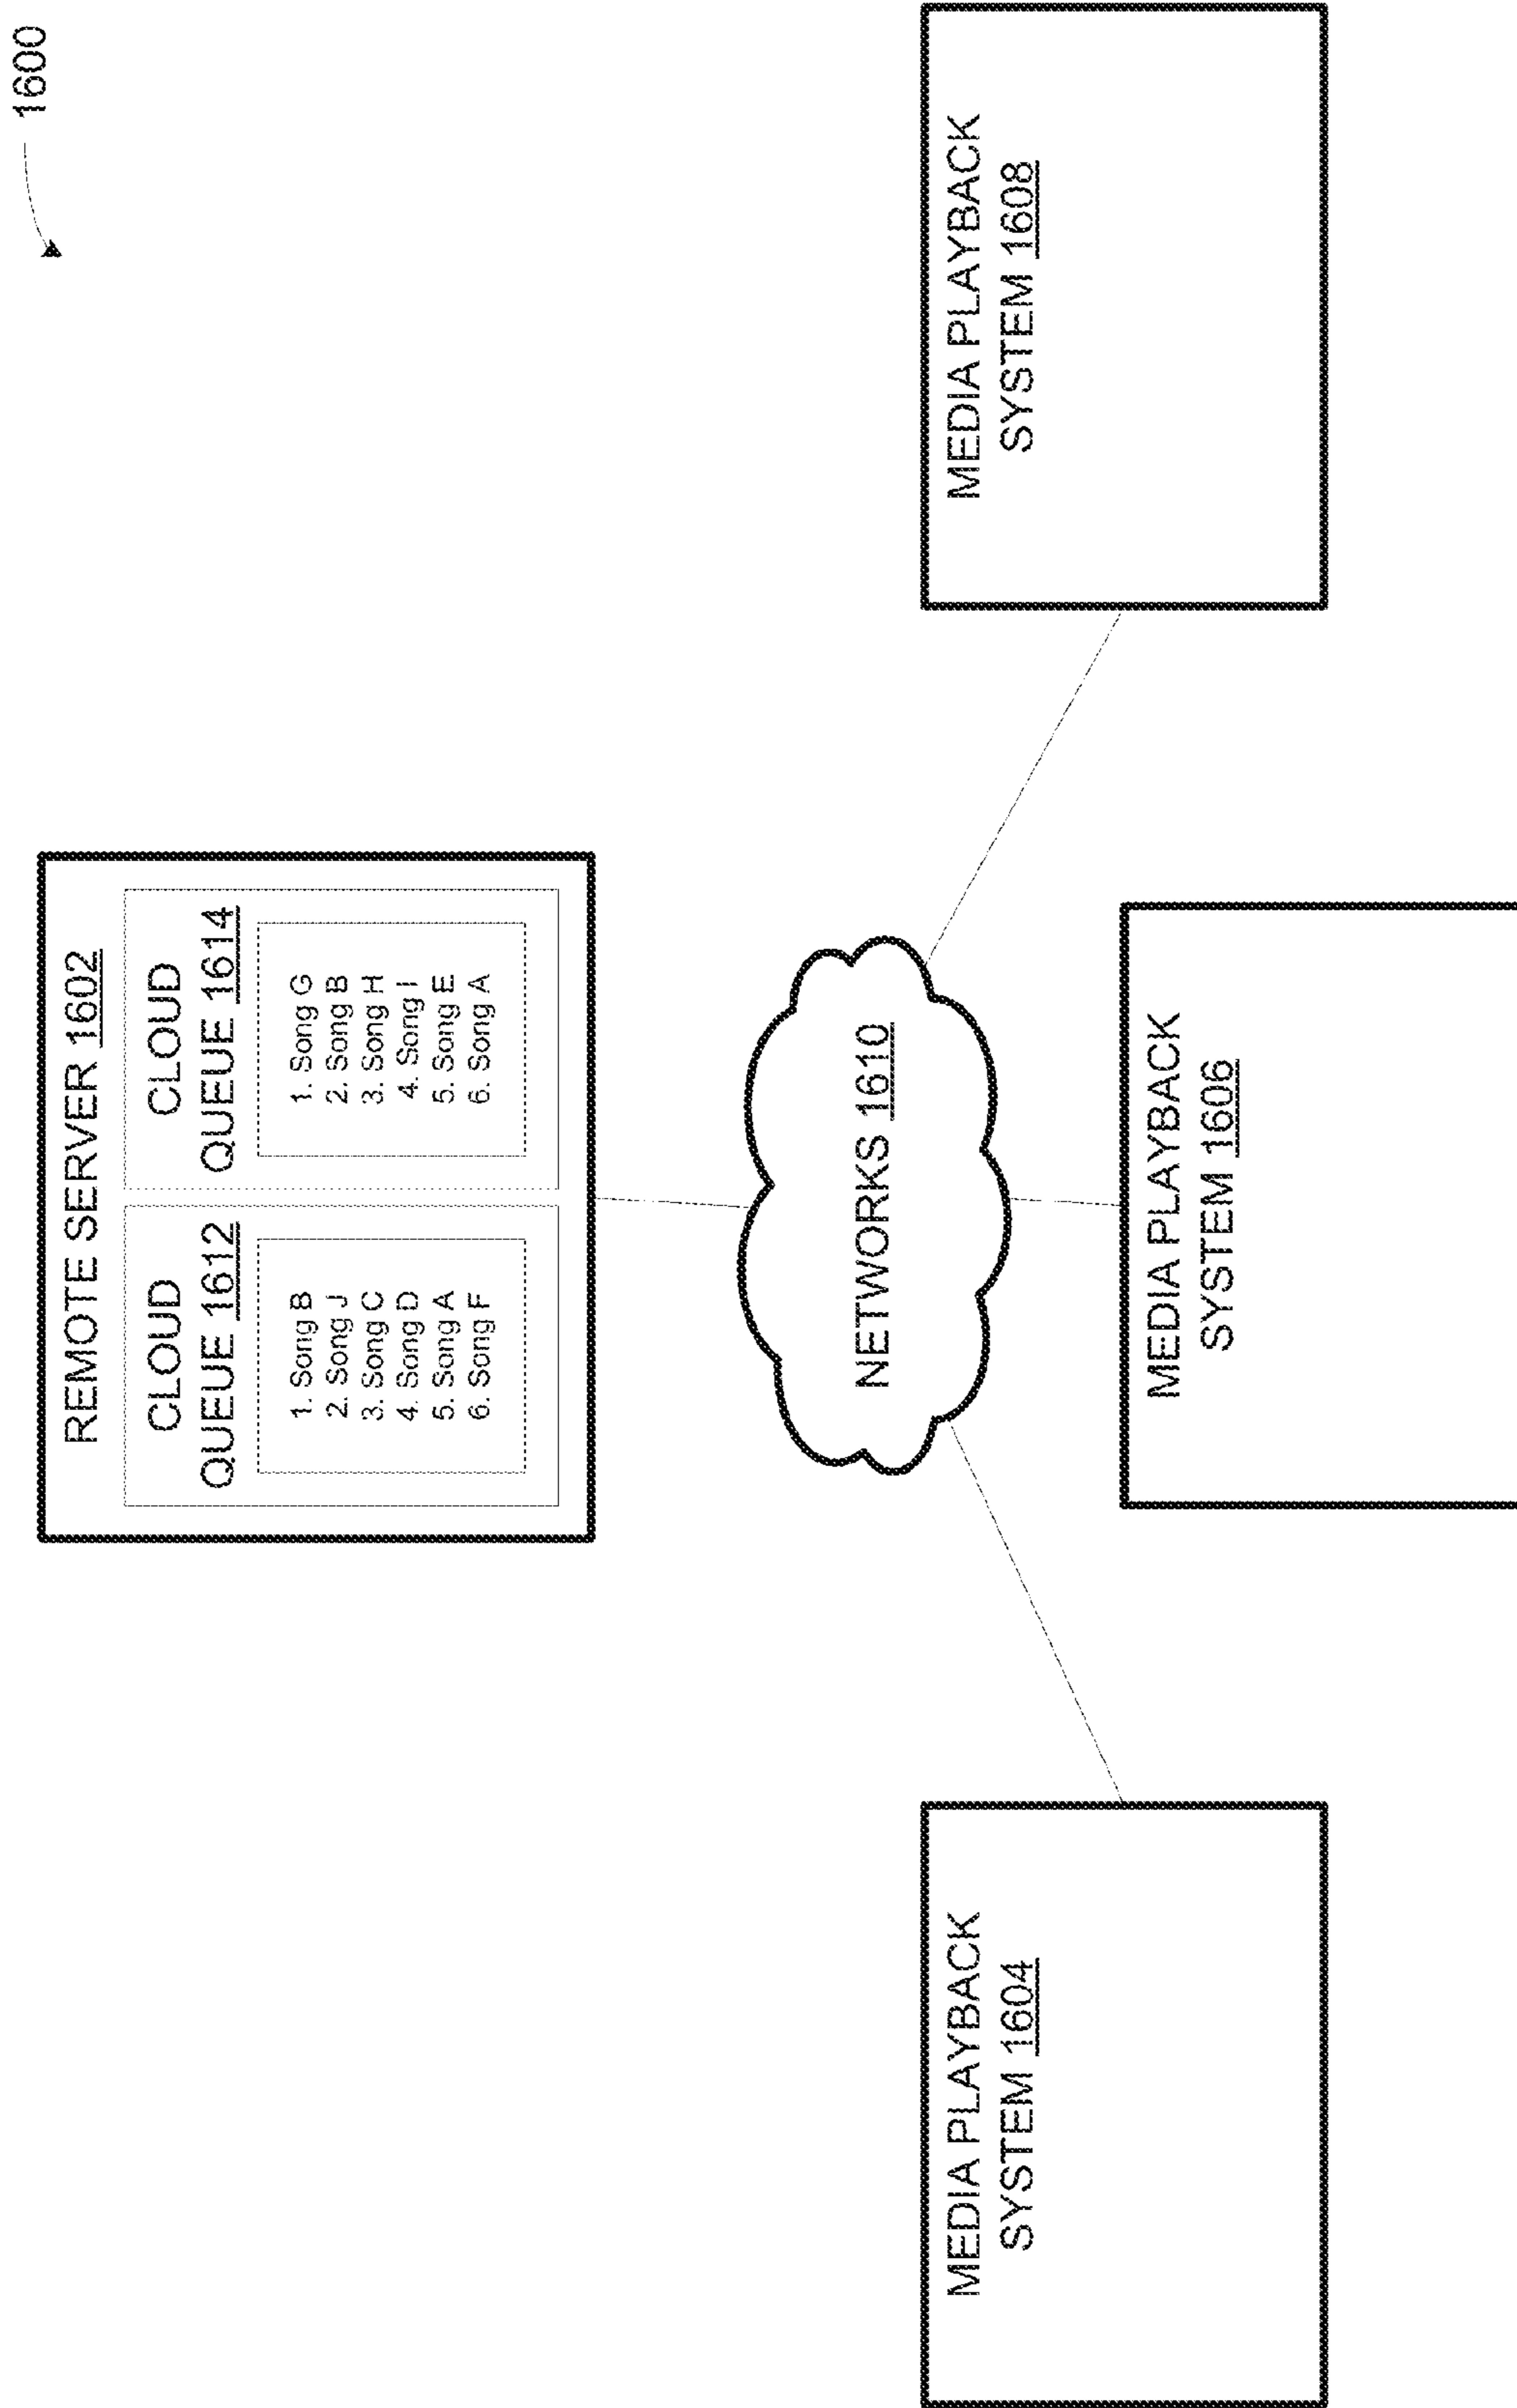 1600
REMOTE SERVER 1602
CLOUD
QUEUE 1612
1. Song B
2. Song J
3. Song C
4. Song D
5. Song A
6. Song F
CLOUD
QUEUE 1614
1. Song G
2. Song B
3. Song H
4. Song I
5. Song E
6. Song A
NETWORKS 1610
MEDIA PLAYBACK
SYSTEM 1604
MEDIA PLAYBACK
SYSTEM 1606
MEDIA PLAYBACK
SYSTEM 1608